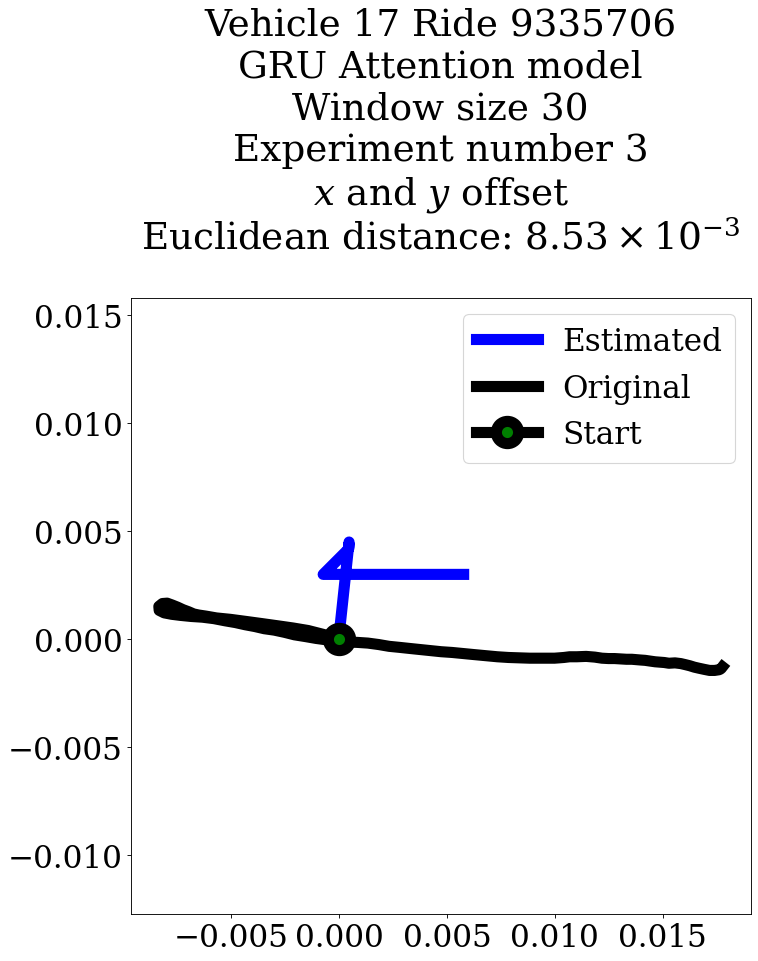 Vehicle 17 Ride 9335706
GRU Attention model
Window size 30
Experiment number 3
x and y offset
Euclidean distance: 8.53 × 10⁻³
Estimated
Original
Start
0.015
0.010
0.005
0.000
−0.005
−0.010
−0.005 0.000 0.005 0.010 0.015